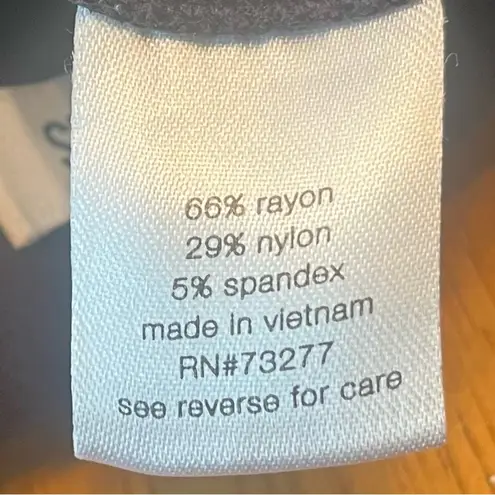 66% rayon
29% nylon
5% spandex
made in vietnam
RN#73277
see reverse for care